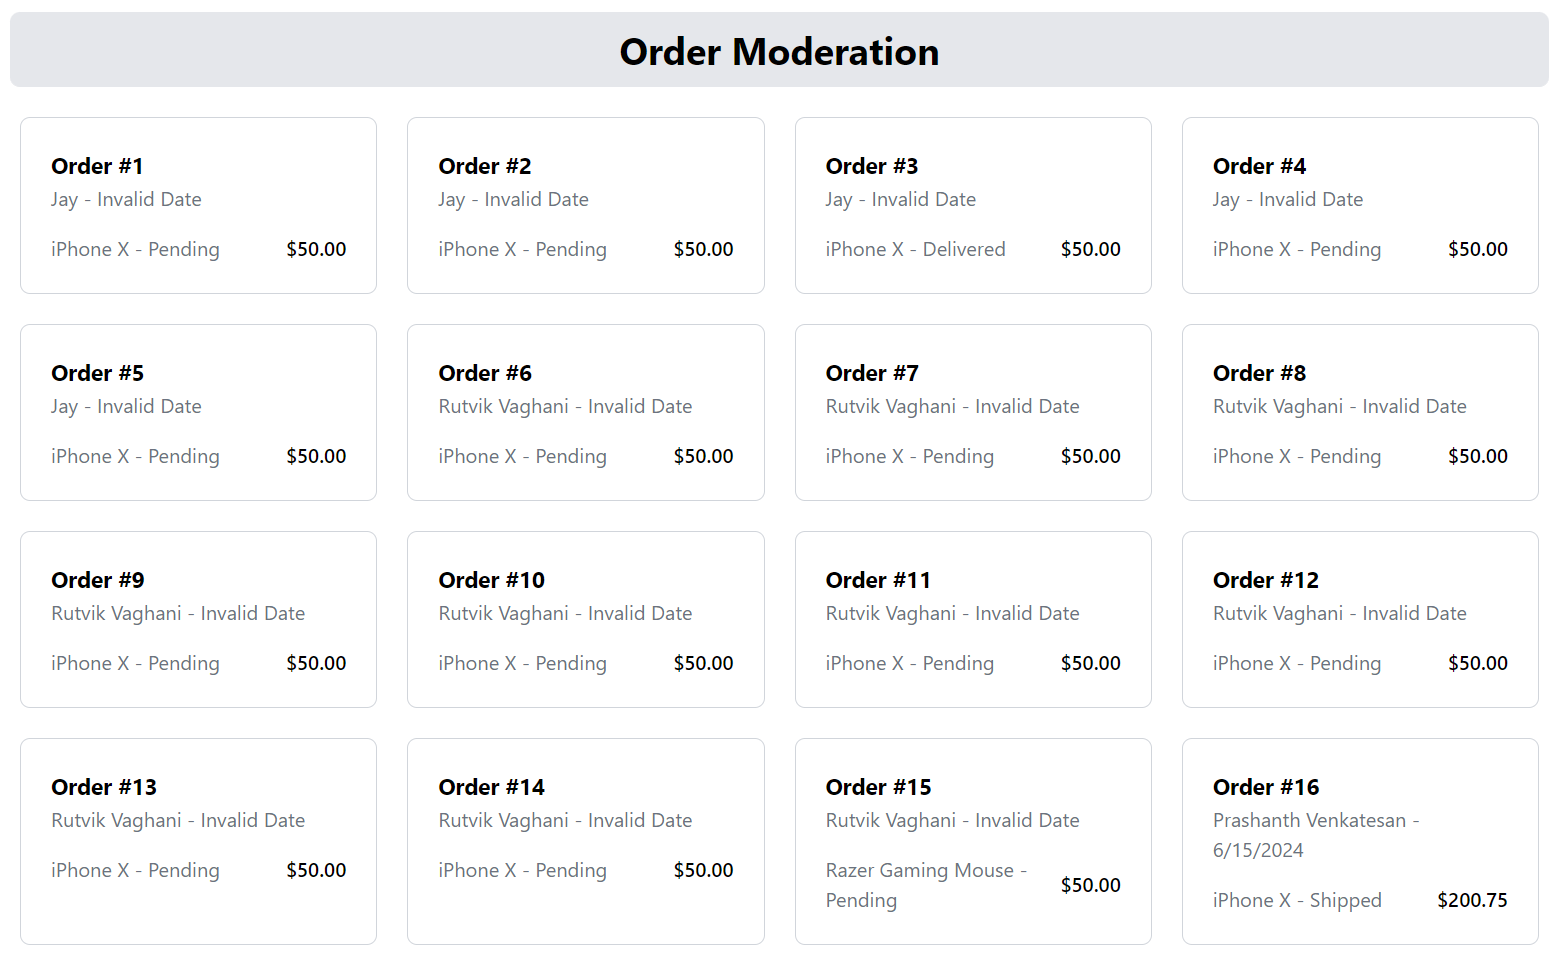 Order Moderation
Order #1
Jay - Invalid Date
iPhone X - Pending $50.00
Order #2
Jay - Invalid Date
iPhone X - Pending $50.00
Order #3
Jay - Invalid Date
iPhone X - Delivered $50.00
Order #4
Jay - Invalid Date
iPhone X - Pending $50.00
Order #5
Jay - Invalid Date
iPhone X - Pending $50.00
Order #6
Rutvik Vaghani - Invalid Date
iPhone X - Pending $50.00
Order #7
Rutvik Vaghani - Invalid Date
iPhone X - Pending $50.00
Order #8
Rutvik Vaghani - Invalid Date
iPhone X - Pending $50.00
Order #9
Rutvik Vaghani - Invalid Date
iPhone X - Pending $50.00
Order #10
Rutvik Vaghani - Invalid Date
iPhone X - Pending $50.00
Order #11
Rutvik Vaghani - Invalid Date
iPhone X - Pending $50.00
Order #12
Rutvik Vaghani - Invalid Date
iPhone X - Pending $50.00
Order #13
Rutvik Vaghani - Invalid Date
iPhone X - Pending $50.00
Order #14
Rutvik Vaghani - Invalid Date
iPhone X - Pending $50.00
Order #15
Rutvik Vaghani - Invalid Date
Razer Gaming Mouse -
Pending
$50.00
Order #16
Prashanth Venkatesan -
6/15/2024
iPhone X - Shipped $200.75